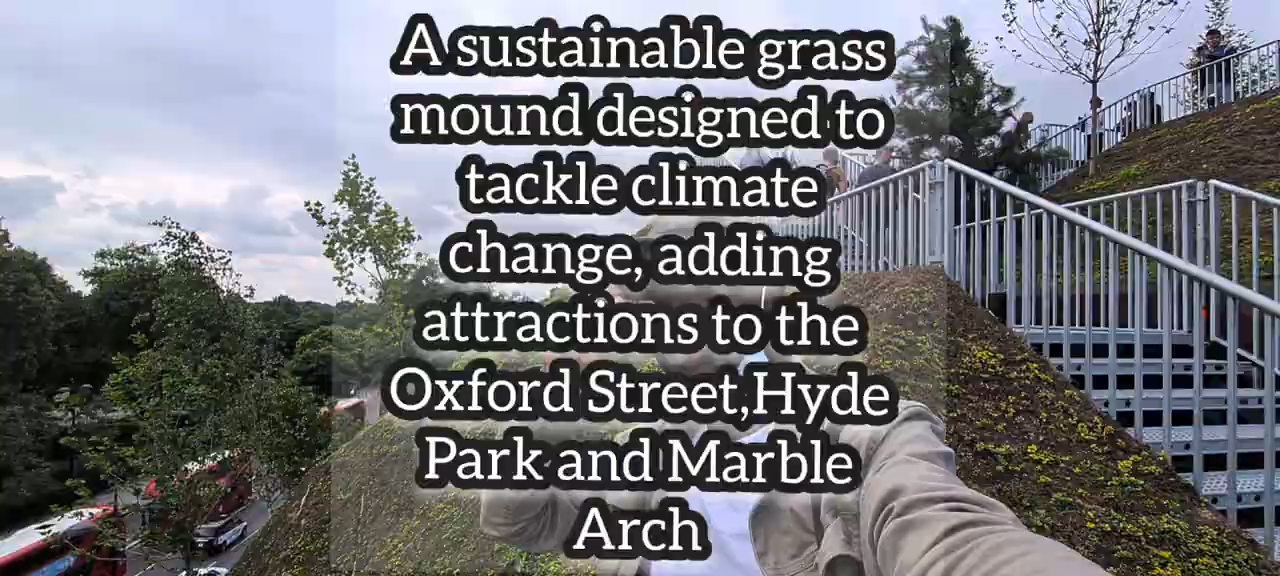 A sustainable grass
mound designed to
tackle climate
change, adding
attractions to the
Oxford Street,Hyde
Park and Marble
Arch